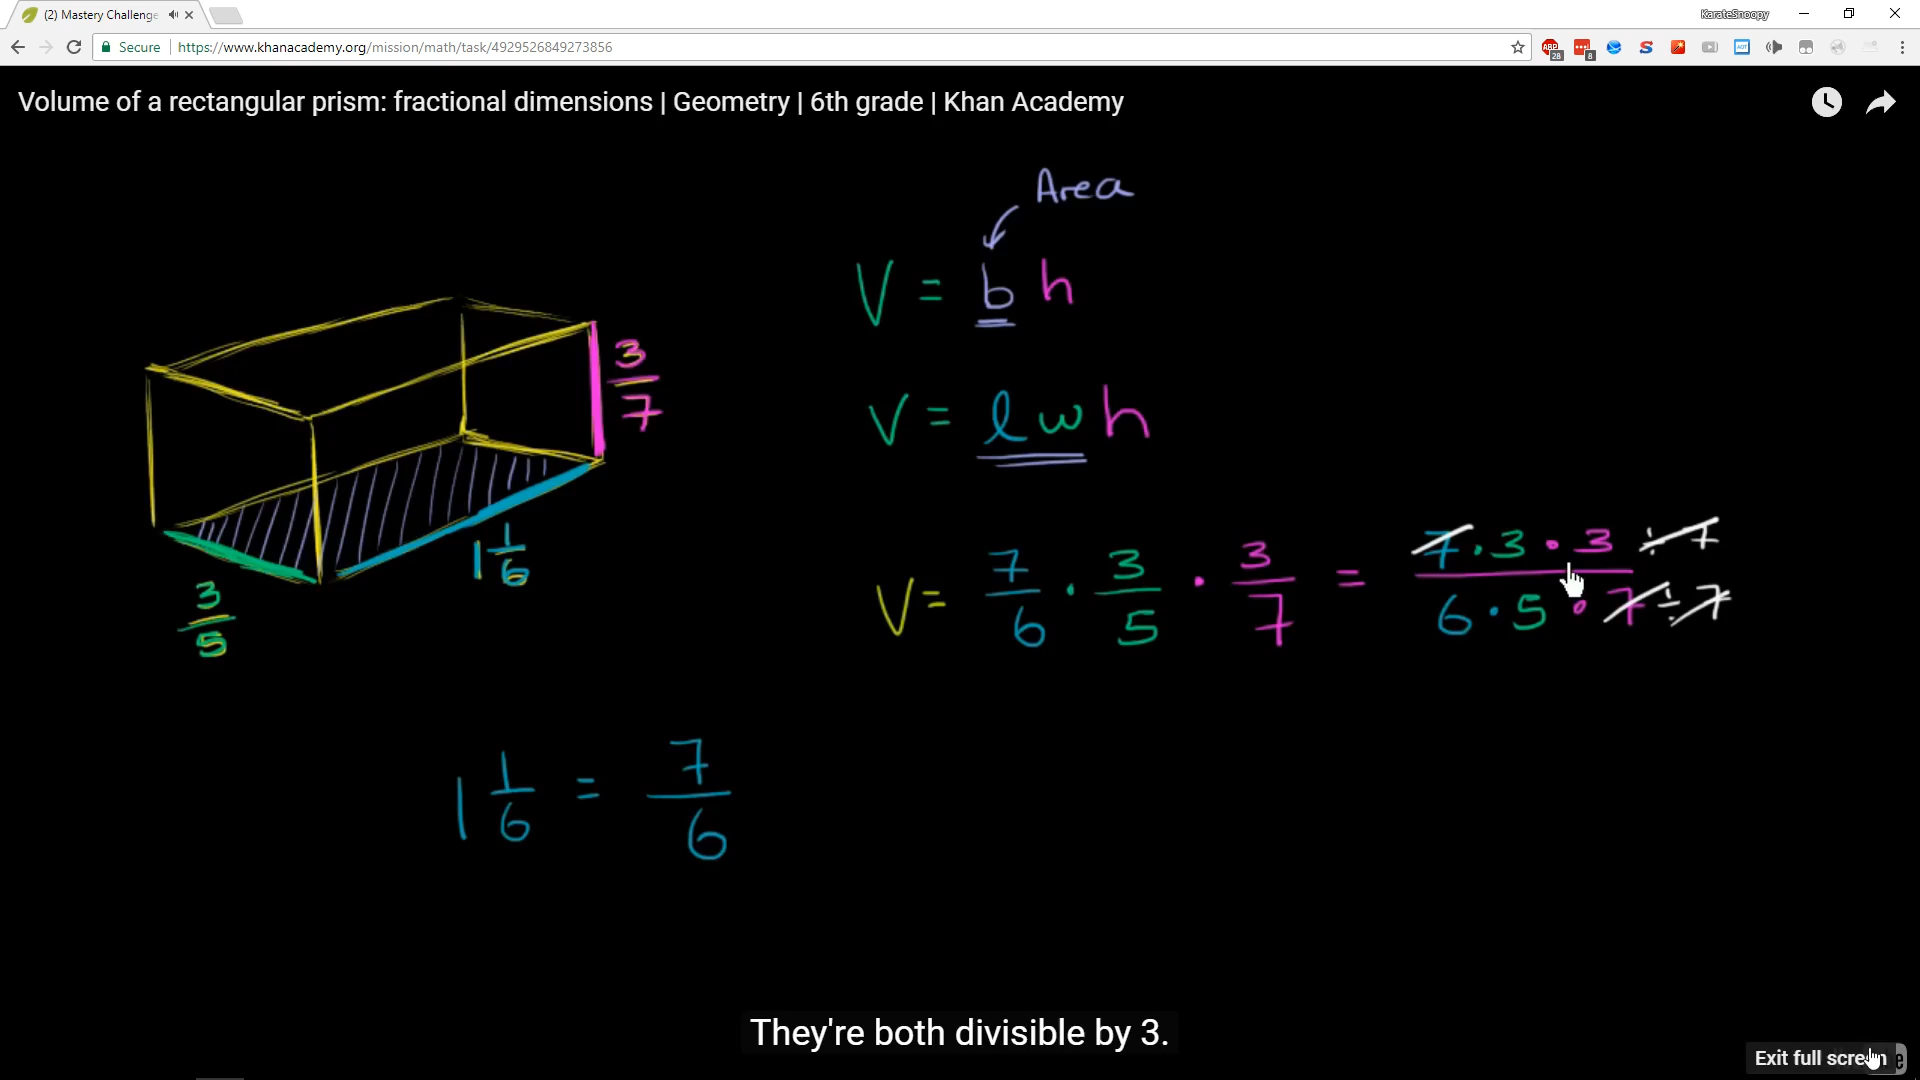 (2) Mastery Challenge
KarateSnoopy
Secure https://www.khanacademy.org/mission/math/task/4929526849273856
ABP 28 8
Volume of a rectangular prism: fractional dimensions | Geometry | 6th grade | Khan Academy
Area
V = b h
3/7
V = l w h
1 1/6
3/5
V = 7/6 · 3/5 · 3/7 = 7 · 3 · 3 ÷ 7 / 6 · 5 · 7 ÷ 7
1 1/6 = 7/6
They're both divisible by 3.
Exit full screen